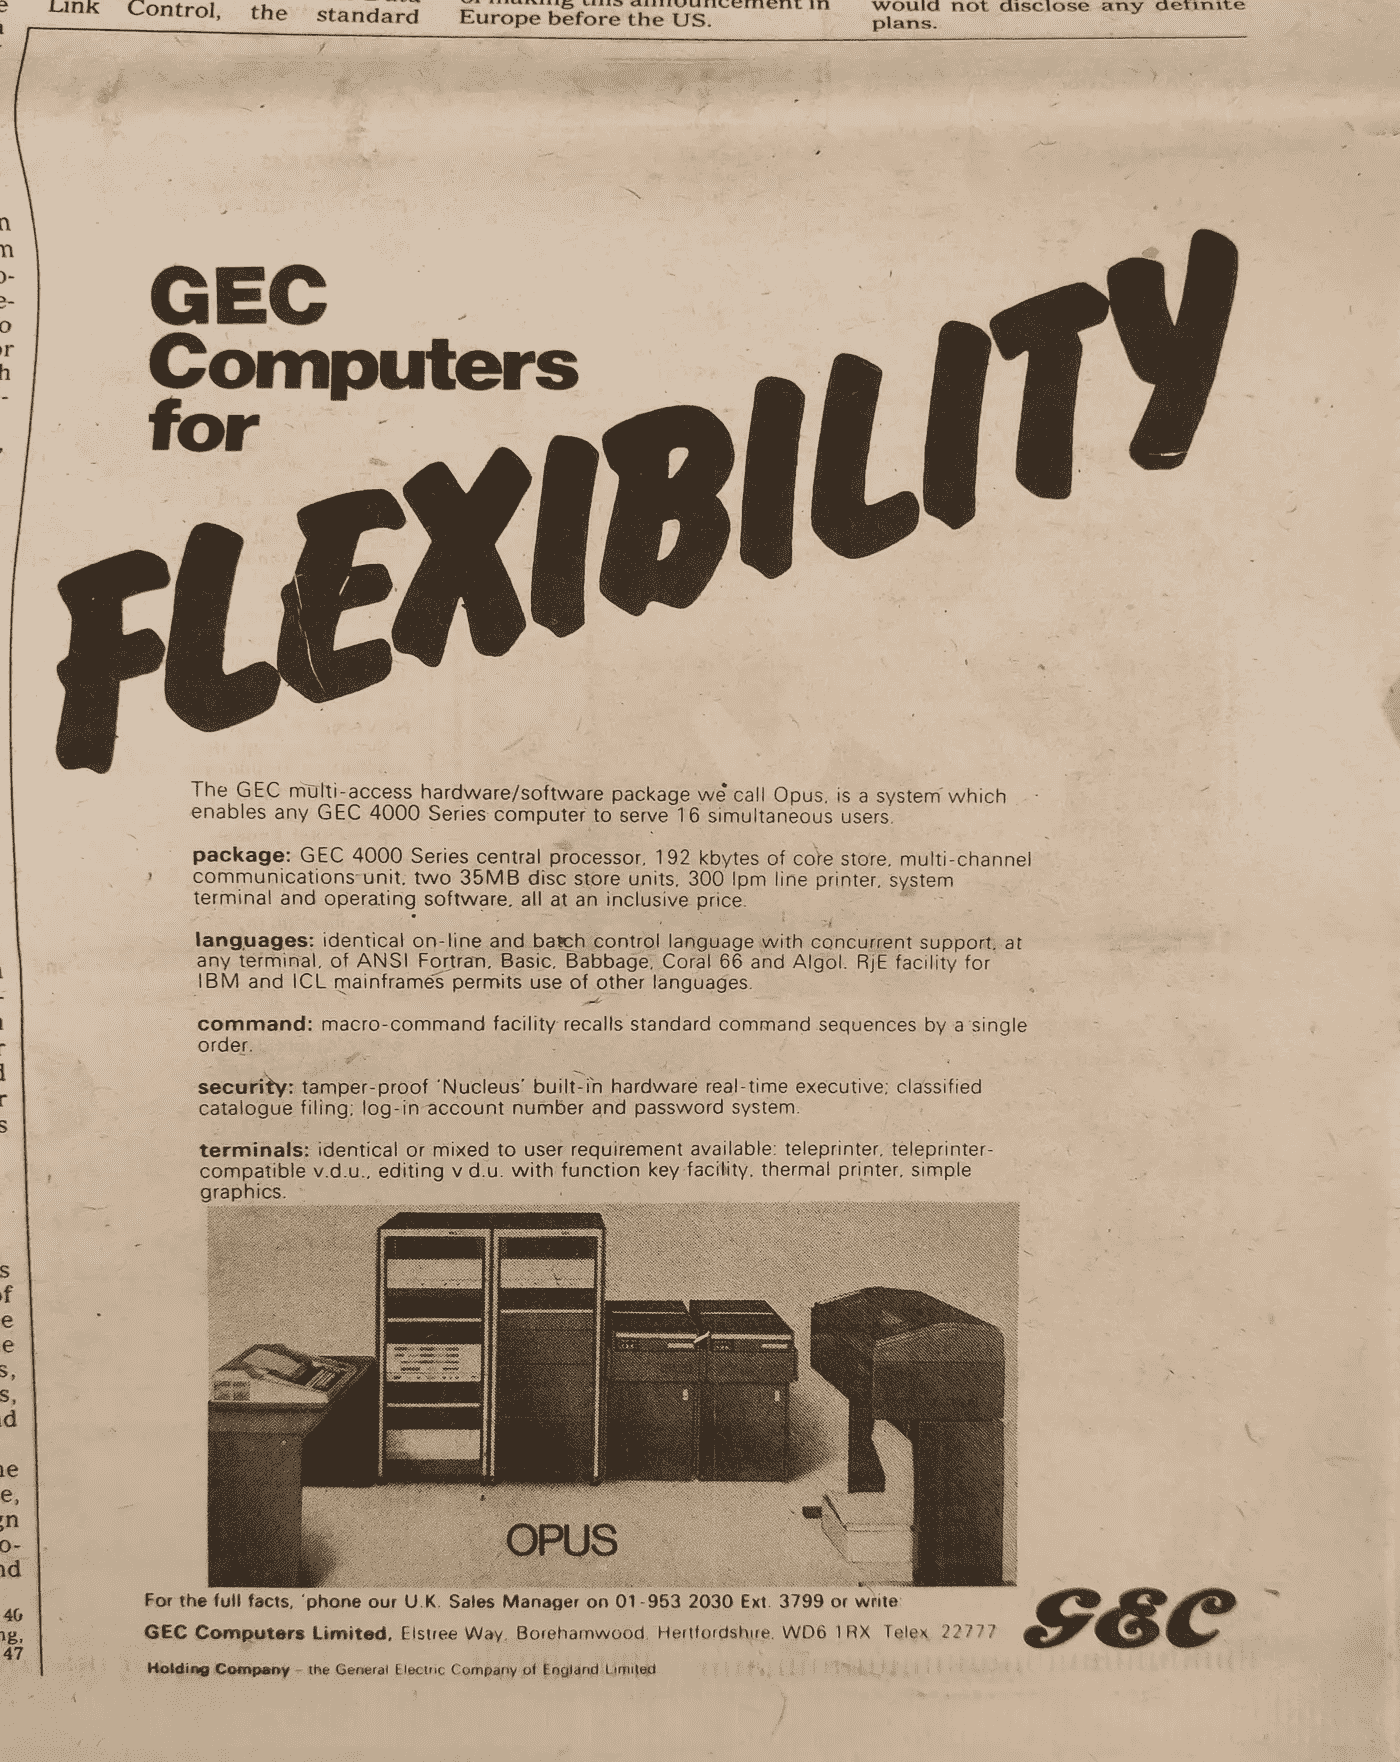 Link Control, the standard
Europe before the US.
would not disclose any definite
plans.
GEC
Computers
for
FLEXIBILITY
The GEC multi-access hardware/software package we call Opus, is a system which
enables any GEC 4000 Series computer to serve 16 simultaneous users.
package: GEC 4000 Series central processor, 192 kbytes of core store, multi-channel
communications unit, two 35MB disc store units, 300 lpm line printer, system
terminal and operating software, all at an inclusive price.
languages: identical on-line and batch control language with concurrent support, at
any terminal, of ANSI Fortran, Basic, Babbage, Coral 66 and Algol. RjE facility for
IBM and ICL mainframes permits use of other languages.
command: macro-command facility recalls standard command sequences by a single
order.
security: tamper-proof 'Nucleus' built-in hardware real-time executive; classified
catalogue filing; log-in account number and password system.
terminals: identical or mixed to user requirement available: teleprinter, teleprinter-
compatible v.d.u., editing v d.u. with function key facility, thermal printer, simple
graphics.
OPUS
For the full facts, 'phone our U.K. Sales Manager on 01-953 2030 Ext. 3799 or write
GEC Computers Limited, Elstree Way, Borehamwood, Hertfordshire, WD6 1RX Telex 22777
Holding Company – the General Electric Company of England Limited
GEC